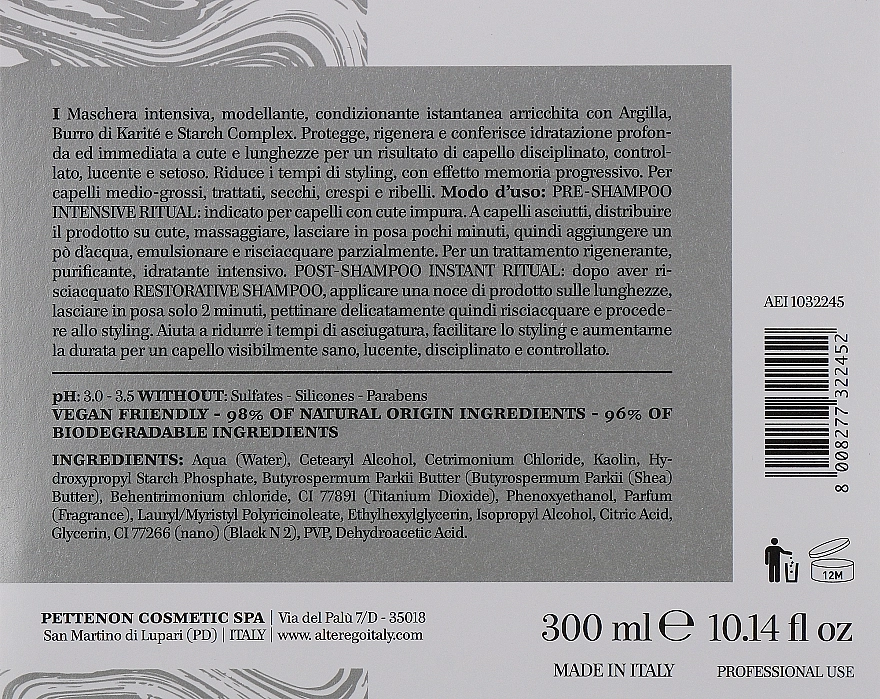 I Maschera intensiva, modellante, condizionante istantanea arricchita con Argilla,
Burro di Karité e Starch Complex. Protegge, rigenera e conferisce idratazione profon-
da ed immediata a cute e lunghezze per un risultato di capello disciplinato, control-
lato, lucente e setoso. Riduce i tempi di styling, con effetto memoria progressivo. Per
capelli medio-grossi, trattati, secchi, crespi e ribelli. Modo d'uso: PRE-SHAMPOO
INTENSIVE RITUAL: indicato per capelli con cute impura. A capelli asciutti, distribuire
il prodotto su cute, massaggiare, lasciare in posa pochi minuti, quindi aggiungere un
pò d'acqua, emulsionare e risciacquare parzialmente. Per un trattamento rigenerante,
purificante, idratante intensivo. POST-SHAMPOO INSTANT RITUAL: dopo aver ri-
sciacquato RESTORATIVE SHAMPOO, applicare una noce di prodotto sulle lunghezze,
lasciare in posa solo 2 minuti, pettinare delicatamente quindi risciacquare e procede-
re allo styling. Aiuta a ridurre i tempi di asciugatura, facilitare lo styling e aumentarne
la durata per un capello visibilmente sano, lucente, disciplinato e controllato.
pH: 3.0 - 3.5 WITHOUT: Sulfates - Silicones - Parabens
VEGAN FRIENDLY - 98% OF NATURAL ORIGIN INGREDIENTS - 96% OF
BIODEGRADABLE INGREDIENTS
INGREDIENTS: Aqua (Water), Cetearyl Alcohol, Cetrimonium Chloride, Kaolin, Hy-
droxypropyl Starch Phosphate, Butyrospermum Parkii Butter (Butyrospermum Parkii (Shea)
Butter), Behentrimonium chloride, CI 77891 (Titanium Dioxide), Phenoxyethanol, Parfum
(Fragrance), Lauryl/Myristyl Polyricinoleate, Ethylhexylglycerin, Isopropyl Alcohol, Citric Acid,
Glycerin, CI 77266 (nano) (Black N 2), PVP, Dehydroacetic Acid.
AEI 1032245
8 008277 322452
12M
PETTENON COSMETIC SPA | Via del Palù 7/D - 35018
San Martino di Lupari (PD) | ITALY | www. alteregoitaly.com
300 ml ℮ 10.14 fl oz
MADE IN ITALY PROFESSIONAL USE